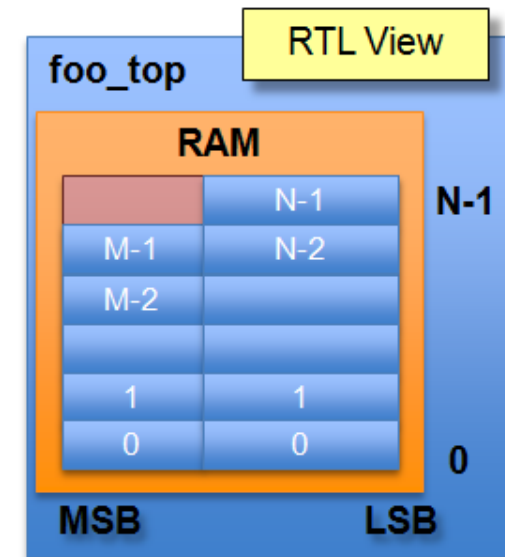 RTL View
foo_top
RAM
N-1 N-1
M-1 N-2
M-2
1 1
0 0 0
MSB LSB